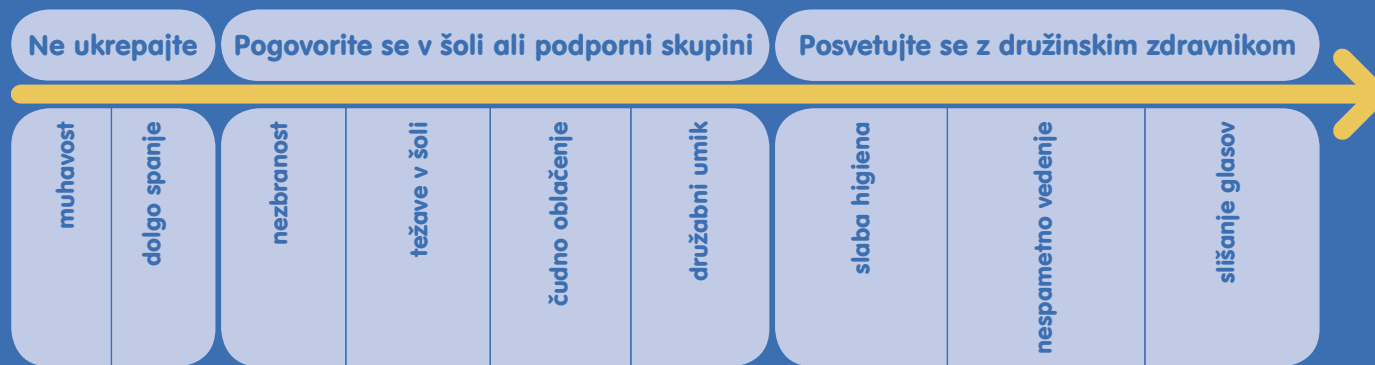 Ne ukrepajte
Pogovorite se v šoli ali podporni skupini
Posvetujte se z družinskim zdravnikom
muhavost
dolgo spanje
nezbranost
težave v šoli
čudno oblačenje
družabni umik
slaba higiena
nespametno vedenje
slišanje glasov